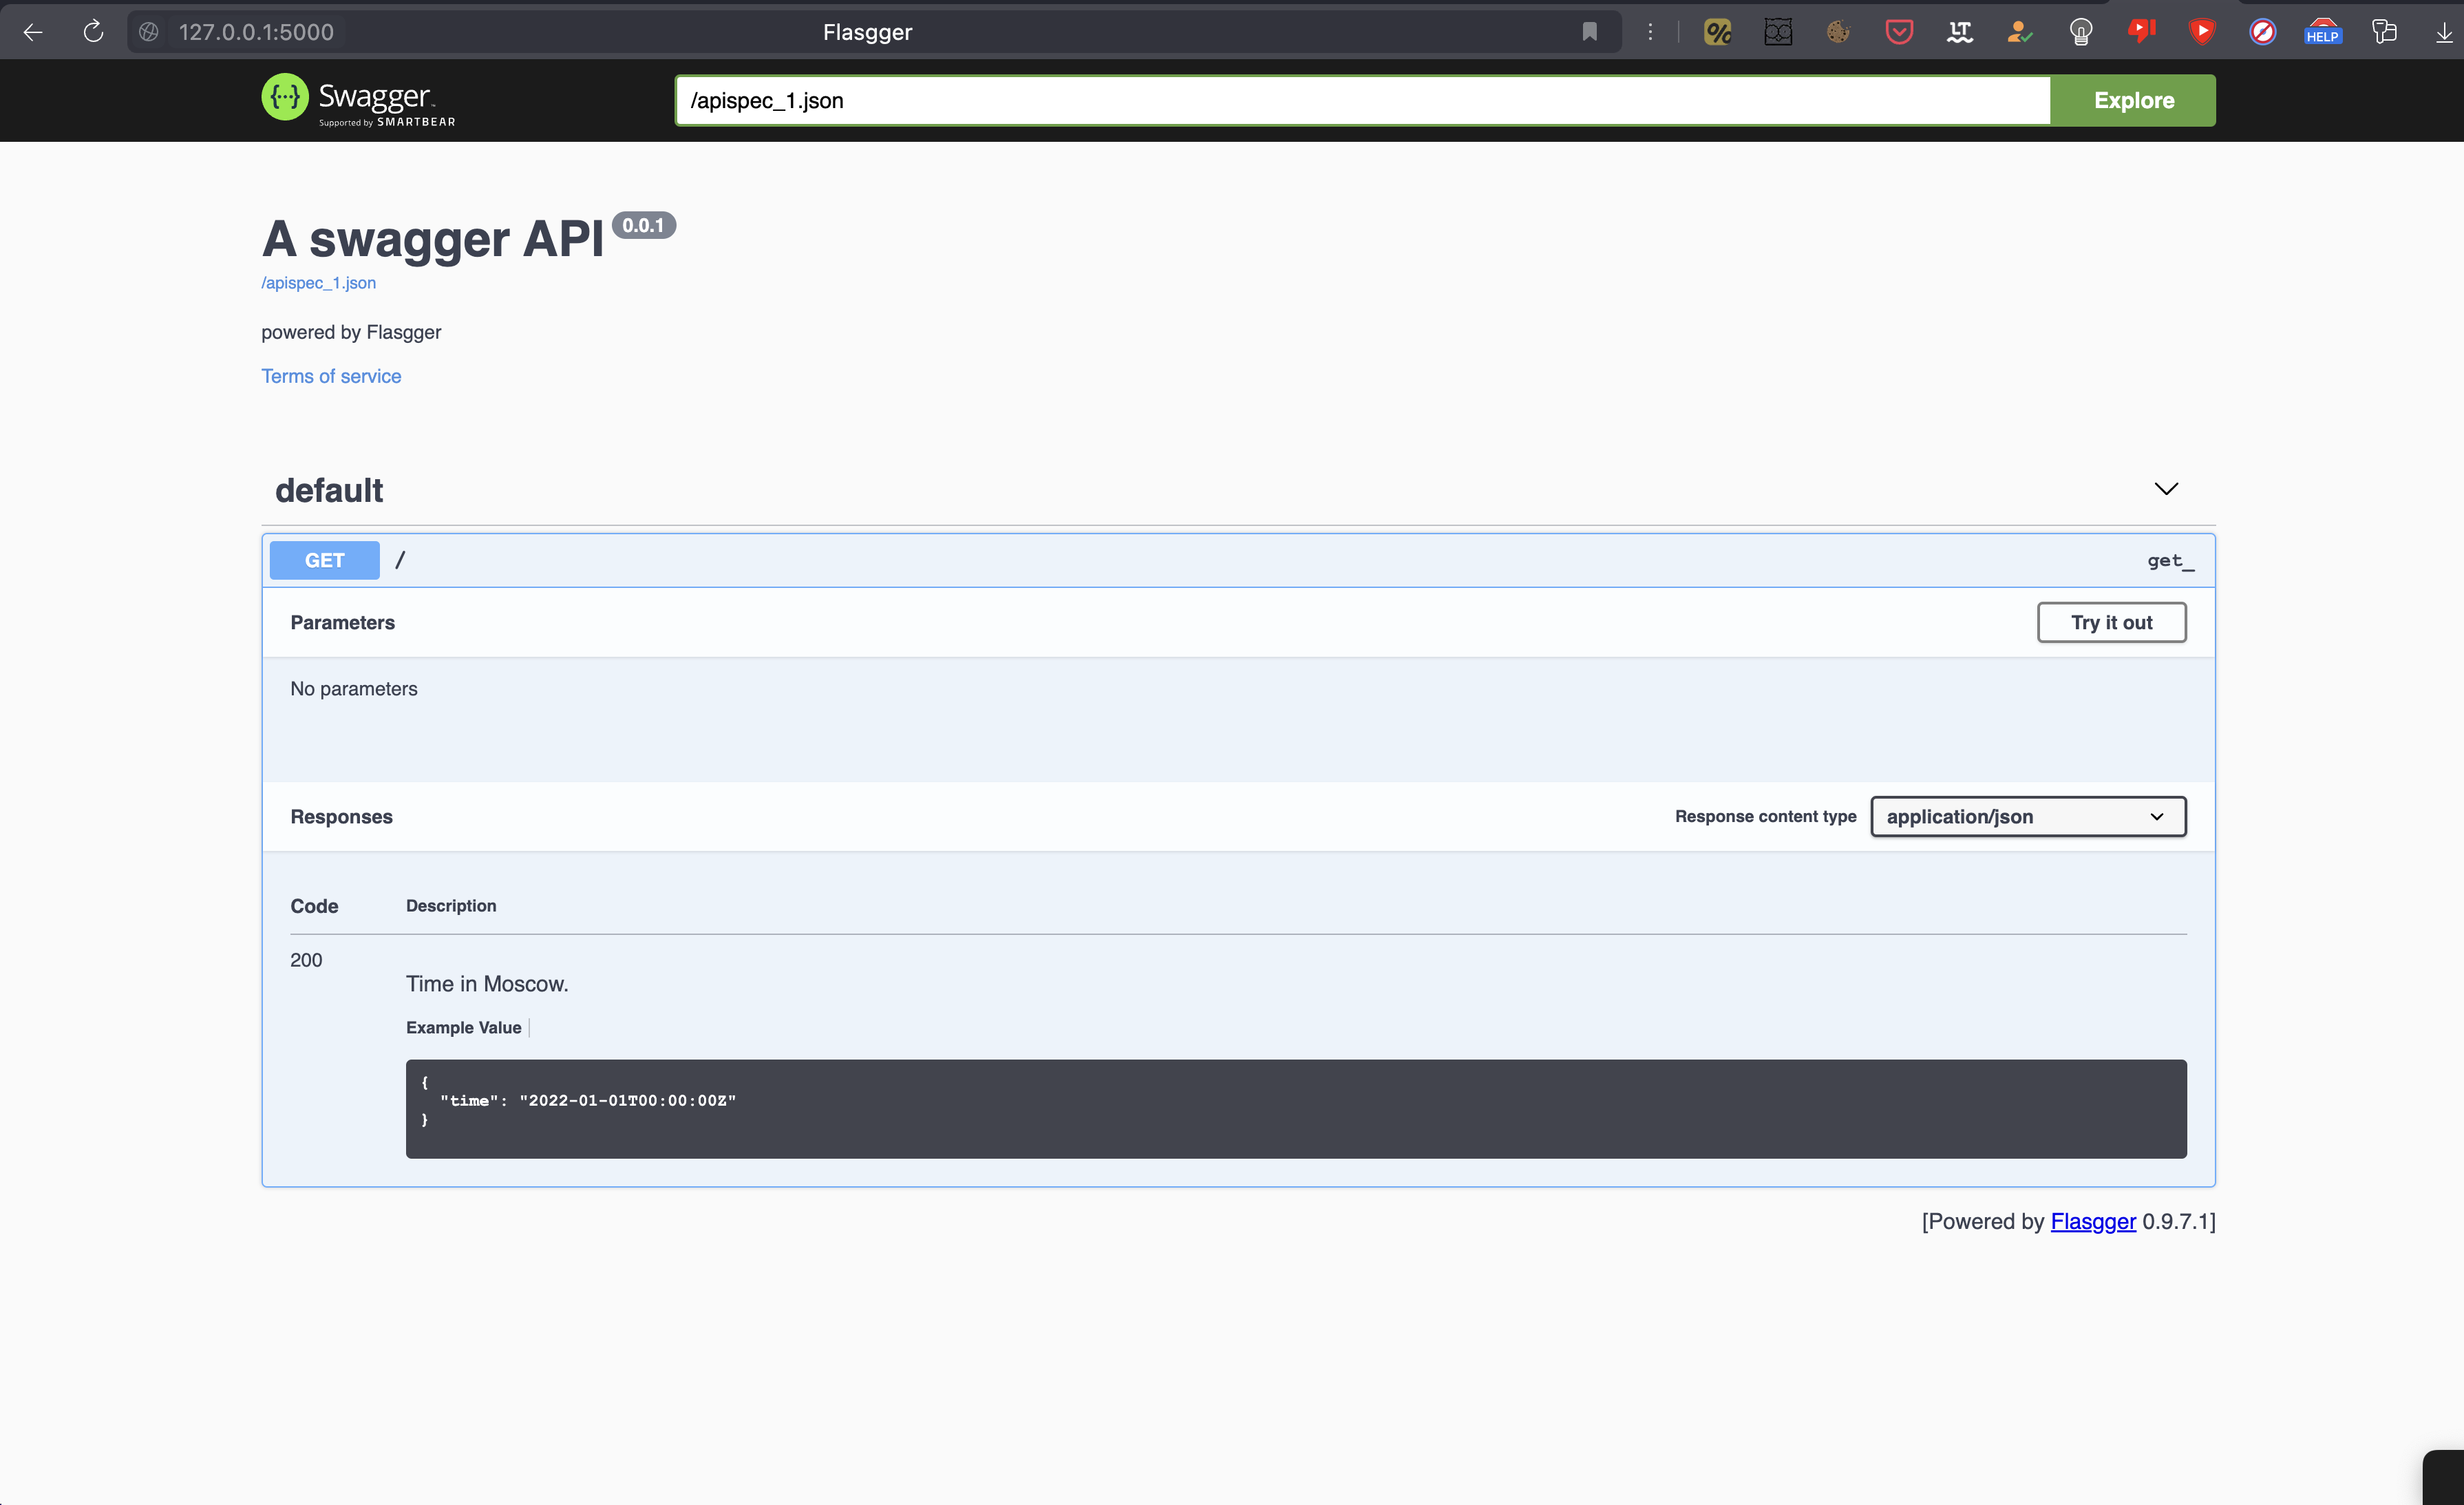 127.0.0.1:5000
Flasgger
%
LT
HELP
{···} Swagger™
Supported by SMARTBEAR
/apispec_1.json
Explore
A swagger API 0.0.1
/apispec_1.json
powered by Flasgger
Terms of service
default
GET / get_
Parameters
Try it out
No parameters
Responses
Response content type
application/json
Code Description
200
Time in Moscow.
Example Value
{
"time": "2022-01-01T00:00:00Z"
}
[Powered by Flasgger 0.9.7.1]